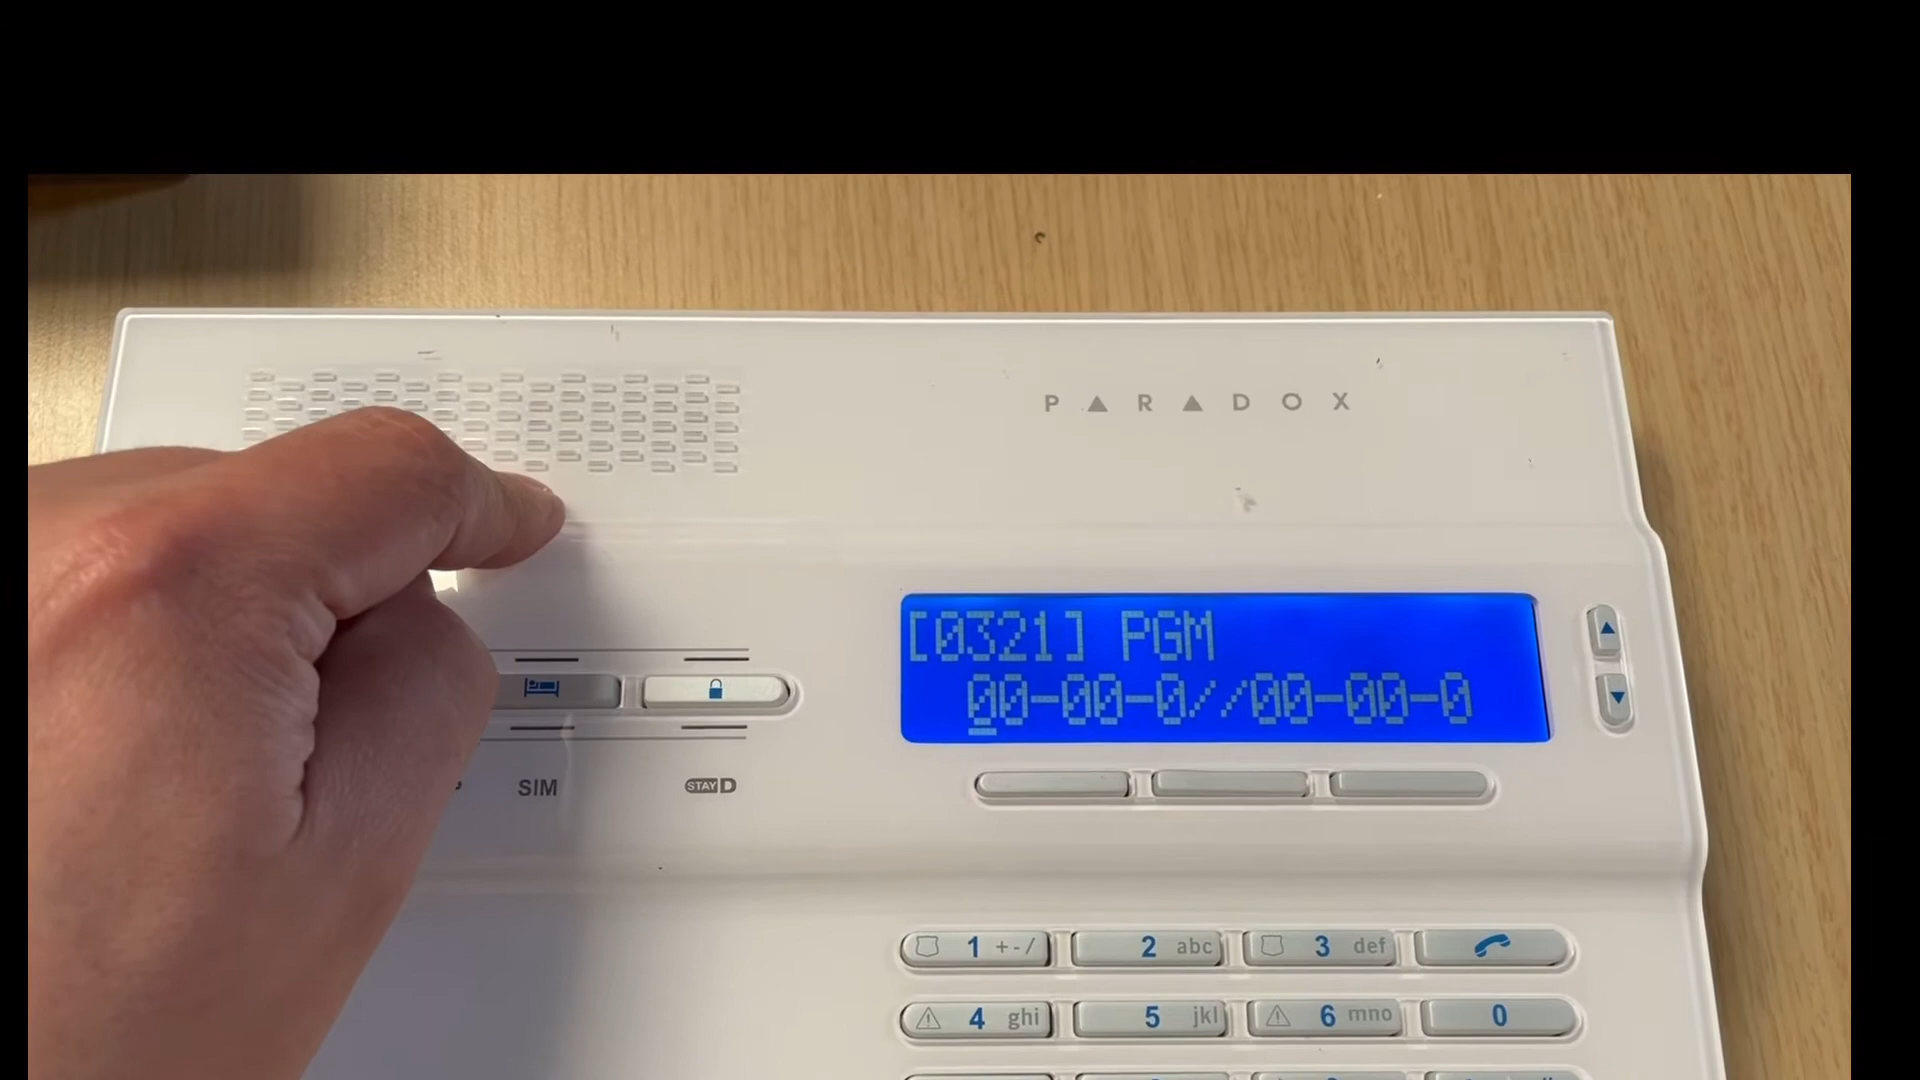 PARADOX
[0321] PGM
00-00-0//00-00-0
SIM
STAY D
1 +-/
2 abc
3 def
4 ghi
5 jkl
6 mno
0